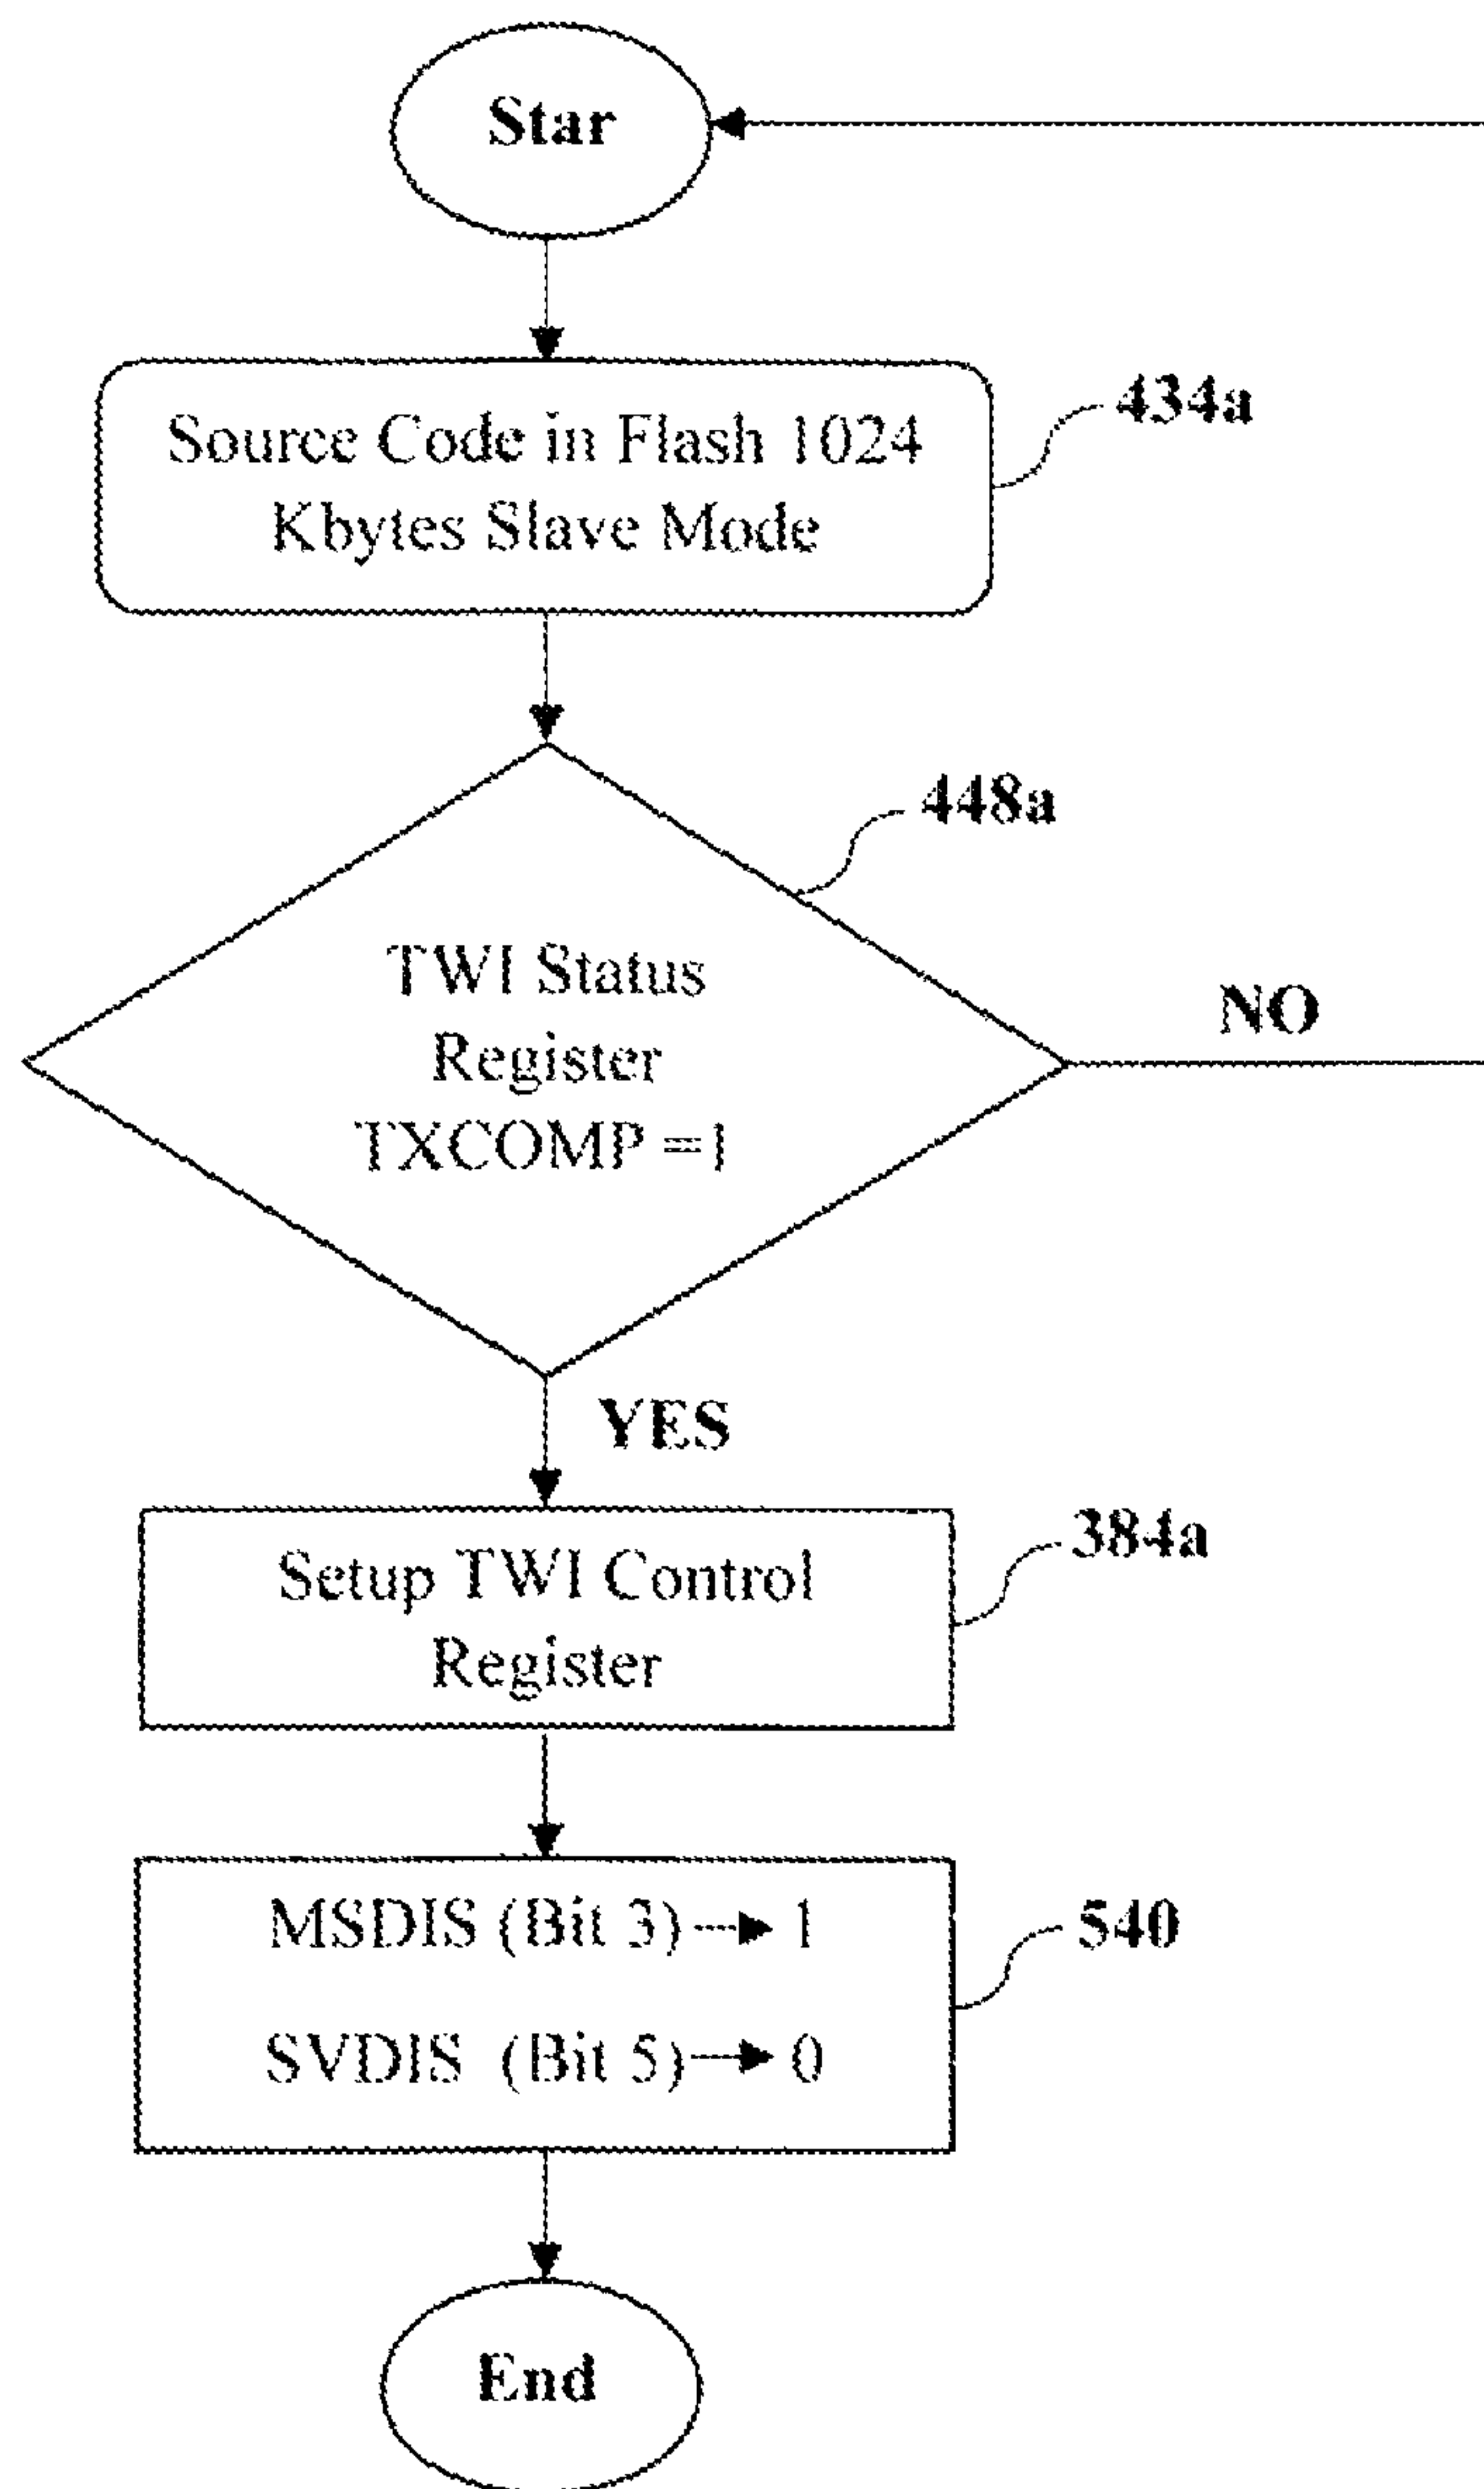 Star
Source Code in Flash 1024
Kbytes Slave Mode
434a
448a
TWI Status
Register
TXCOMP =1
NO
YES
Setup TWI Control
Register
384a
MSDIS (Bit 3) → 1
SVDIS (Bit 5) → 0
540
End